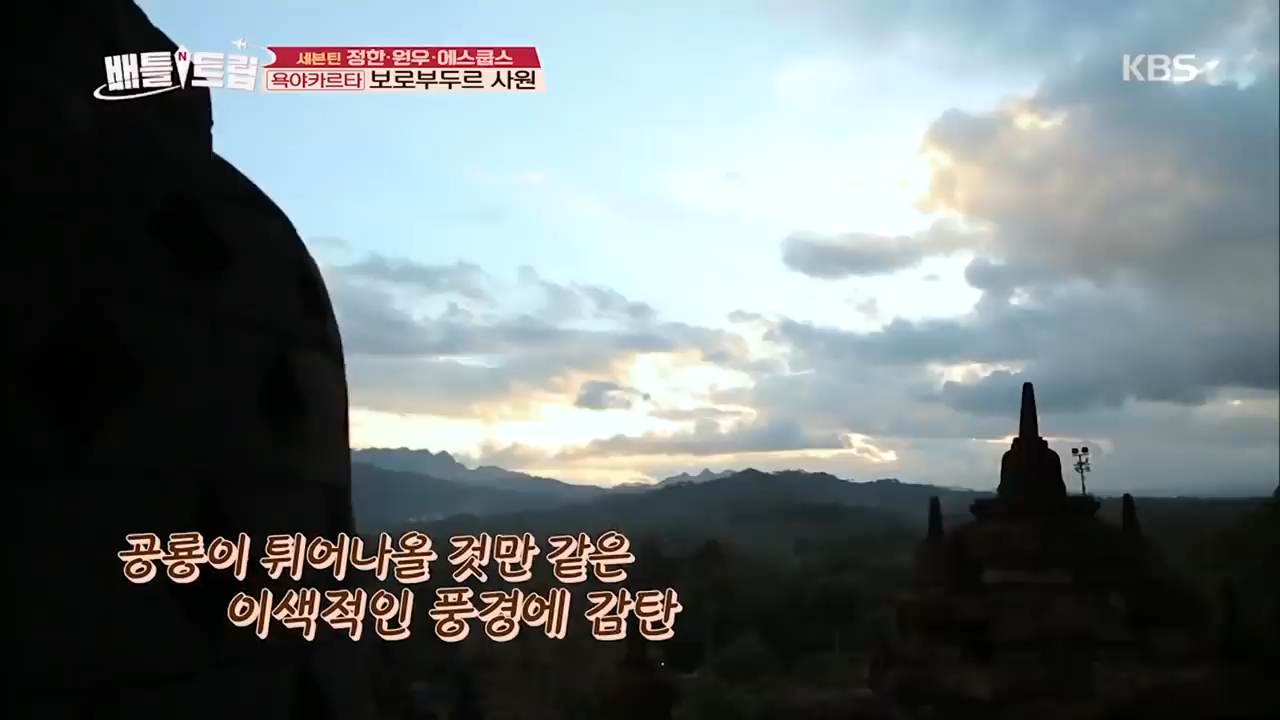 배틀트립
세븐틴 정한·원우·에스쿱스
욕야카르타 보로부두르 사원
KBS
공룡이 튀어나올 것만 같은
이색적인 풍경에 감탄